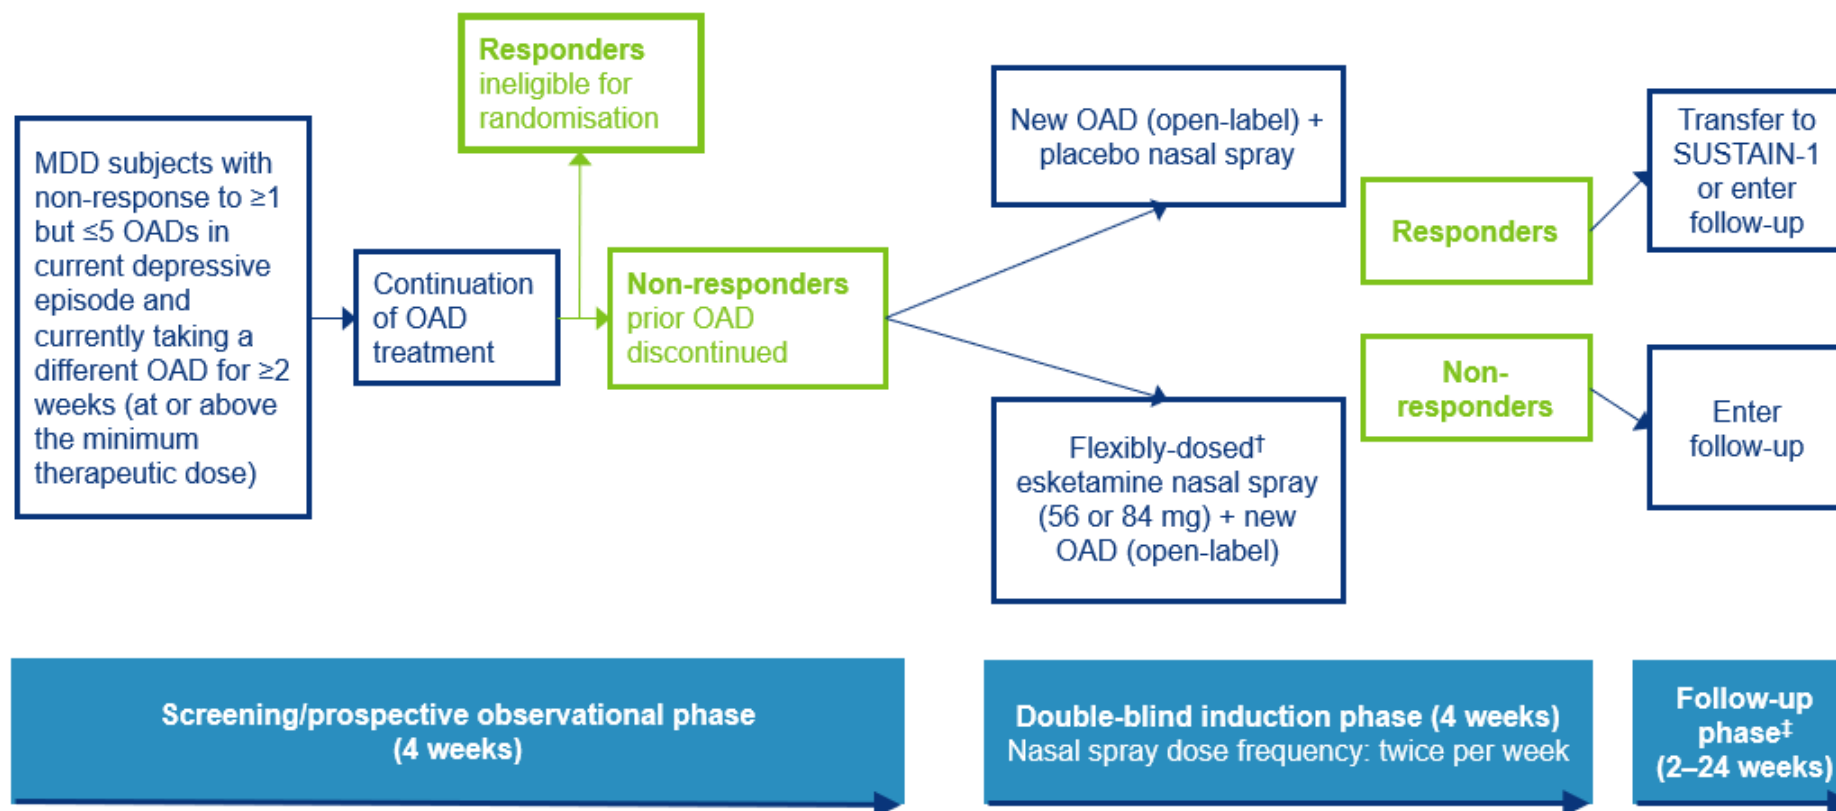 MDD subjects with
non-response to ≥1
but ≤5 OADs in
current depressive
episode and
currently taking a
different OAD for ≥2
weeks (at or above
the minimum
therapeutic dose)
Continuation
of OAD
treatment
Responders
ineligible for
randomisation
Non-responders
prior OAD
discontinued
New OAD (open-label) +
placebo nasal spray
Flexibly-dosed†
esketamine nasal spray
(56 or 84 mg) + new
OAD (open-label)
Responders
Non-
responders
Transfer to
SUSTAIN-1
or enter
follow-up
Enter
follow-up
Screening/prospective observational phase
(4 weeks)
Double-blind induction phase (4 weeks)
Nasal spray dose frequency: twice per week
Follow-up
phase‡
(2–24 weeks)